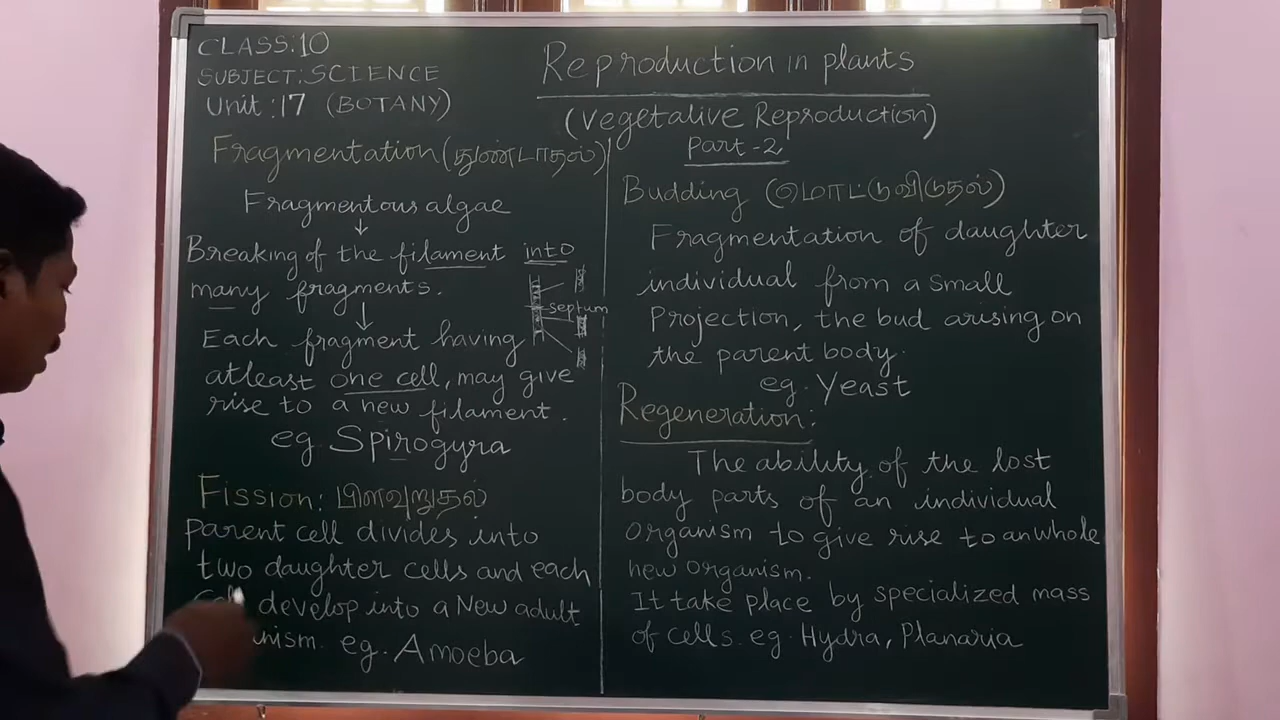 CLASS:10
SUBJECT:SCIENCE
Unit:17 (BOTANY)
Reproduction in plants
(Vegetalive Reproduction)
Part-2
Fragmentation (துண்டாதல்)
Fragmentous algae
↓
Breaking of the filament into
many fragments.
↓
septum
Each fragment having
atleast one cell, may give
rise to a new filament.
eg. Spirogyra
Fission: பிளவுறுதல்
parent cell divides into
two daughter cells and each
develop into a New adult
eg. Amoeba
Budding (மொட்டுவிடுதல்)
Fragmentation of daughter
individual from a small
Projection, the bud arising on
the parent body.
eg. Yeast
Regeneration:
The ability of the lost
body parts of an individual
organism to give rise to an whole
new organism.
It take place by specialized mass
of cells. eg. Hydra, Planaria